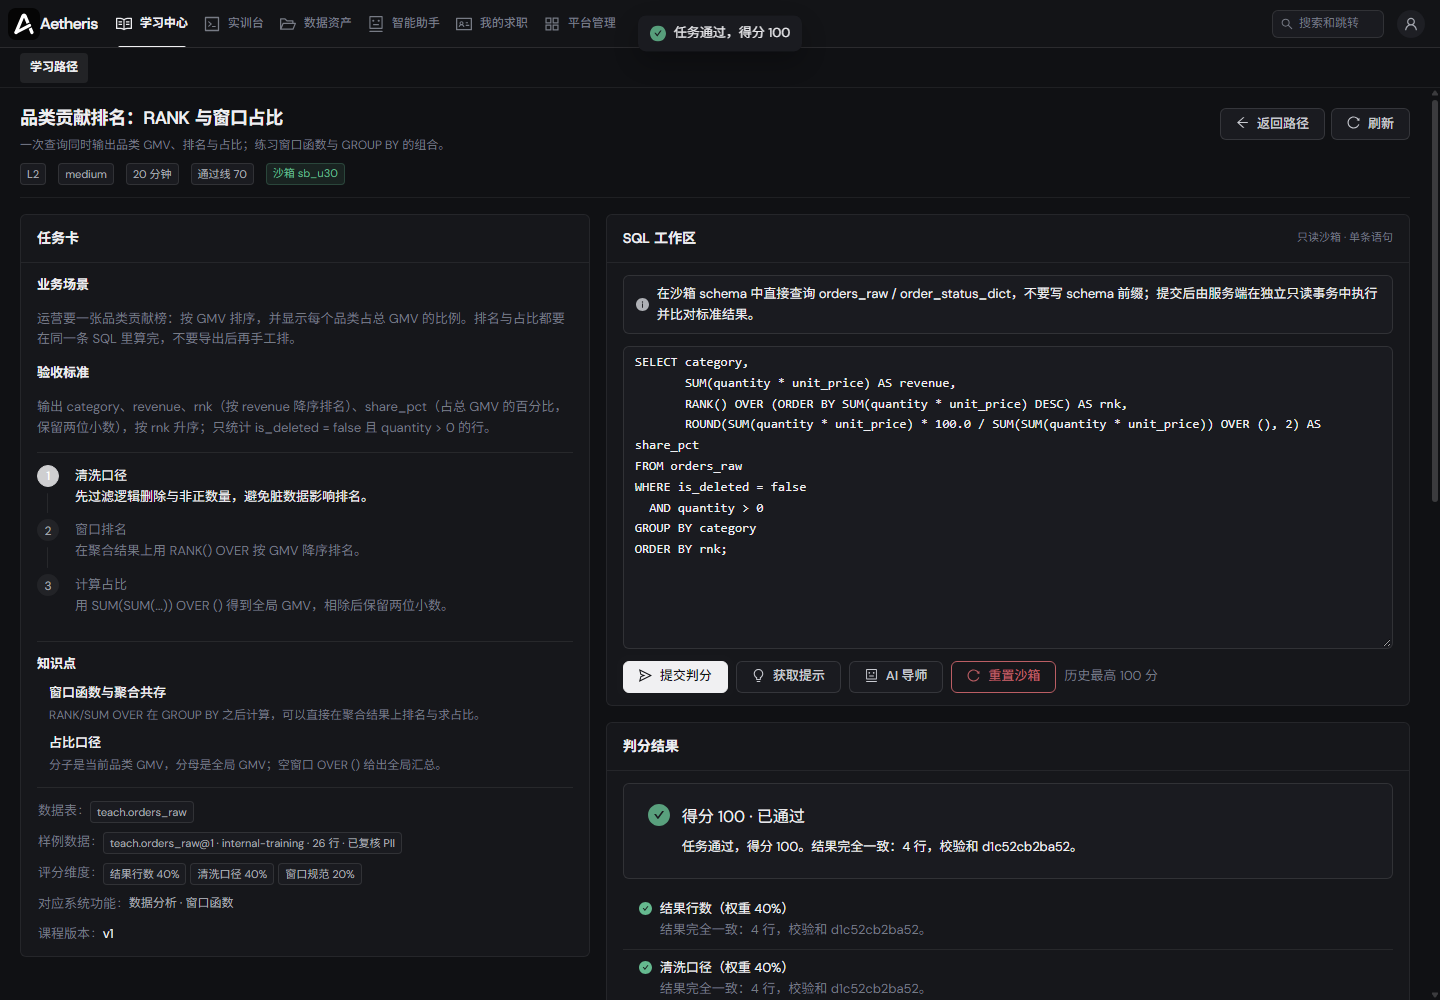 Aetheris
学习中心
实训台
数据资产
智能助手
我的求职
平台管理
任务通过，得分 100
搜索和跳转
学习路径
品类贡献排名：RANK 与窗口占比
一次查询同时输出品类 GMV、排名与占比；练习窗口函数与 GROUP BY 的组合。
L2
medium
20 分钟
通过线 70
沙箱 sb_u30
返回路径
刷新
任务卡
业务场景
运营要一张品类贡献榜：按 GMV 排序，并显示每个品类占总 GMV 的比例。排名与占比都要
在同一条 SQL 里算完，不要导出后再手工排。
验收标准
输出 category、revenue、rnk（按 revenue 降序排名）、share_pct（占总 GMV 的百分比，
保留两位小数），按 rnk 升序；只统计 is_deleted = false 且 quantity > 0 的行。
1
清洗口径
先过滤逻辑删除与非正数量，避免脏数据影响排名。
2
窗口排名
在聚合结果上用 RANK() OVER 按 GMV 降序排名。
3
计算占比
用 SUM(SUM(…)) OVER () 得到全局 GMV，相除后保留两位小数。
知识点
窗口函数与聚合共存
RANK/SUM OVER 在 GROUP BY 之后计算，可以直接在聚合结果上排名与求占比。
占比口径
分子是当前品类 GMV，分母是全局 GMV；空窗口 OVER () 给出全局汇总。
数据表： teach.orders_raw
样例数据： teach.orders_raw@1 · internal-training · 26 行 · 已复核 PII
评分维度： 结果行数 40% 清洗口径 40% 窗口规范 20%
对应系统功能： 数据分析 · 窗口函数
课程版本： v1
SQL 工作区
只读沙箱 · 单条语句
在沙箱 schema 中直接查询 orders_raw / order_status_dict，不要写 schema 前缀；提交后由服务端在独立只读事务中执行
并比对标准结果。
SELECT category,
       SUM(quantity * unit_price) AS revenue,
       RANK() OVER (ORDER BY SUM(quantity * unit_price) DESC) AS rnk,
       ROUND(SUM(quantity * unit_price) * 100.0 / SUM(SUM(quantity * unit_price)) OVER (), 2) AS
share_pct
FROM orders_raw
WHERE is_deleted = false
  AND quantity > 0
GROUP BY category
ORDER BY rnk;
提交判分
获取提示
AI 导师
重置沙箱
历史最高 100 分
判分结果
得分 100 · 已通过
任务通过，得分 100。结果完全一致：4 行，校验和 d1c52cb2ba52。
结果行数（权重 40%）
结果完全一致：4 行，校验和 d1c52cb2ba52。
清洗口径（权重 40%）
结果完全一致：4 行，校验和 d1c52cb2ba52。